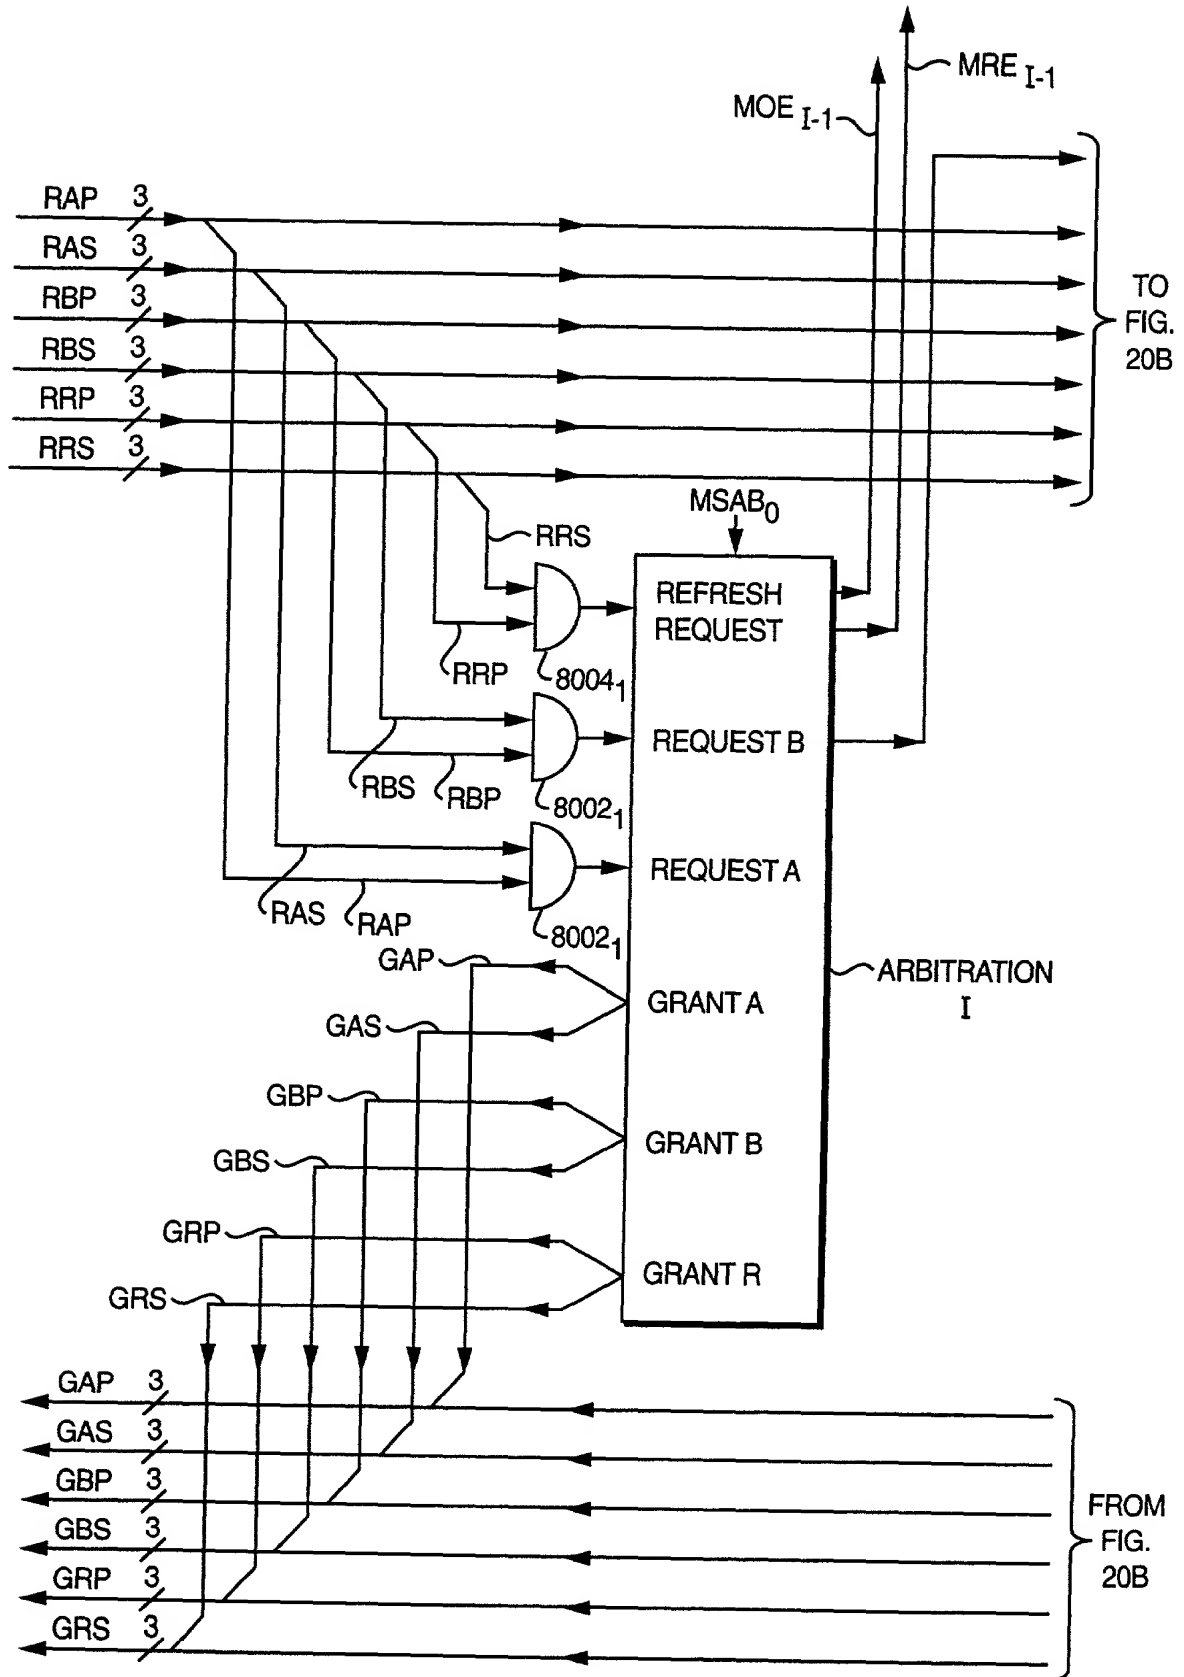 MRE I-1
MOE I-1
RAP 3
RAS 3
RBP 3
RBS 3
RRP 3
RRS 3
TO
FIG.
20B
MSAB0
RRS
REFRESH
REQUEST
RRP
80041
REQUEST B
RBS
RBP
80021
REQUEST A
RAS
RAP
80021
GAP
ARBITRATION
I
GRANT A
GAS
GBP
GRANT B
GBS
GRP
GRANT R
GRS
GAP 3
GAS 3
GBP 3
GBS 3
GRP 3
GRS 3
FROM
FIG.
20B